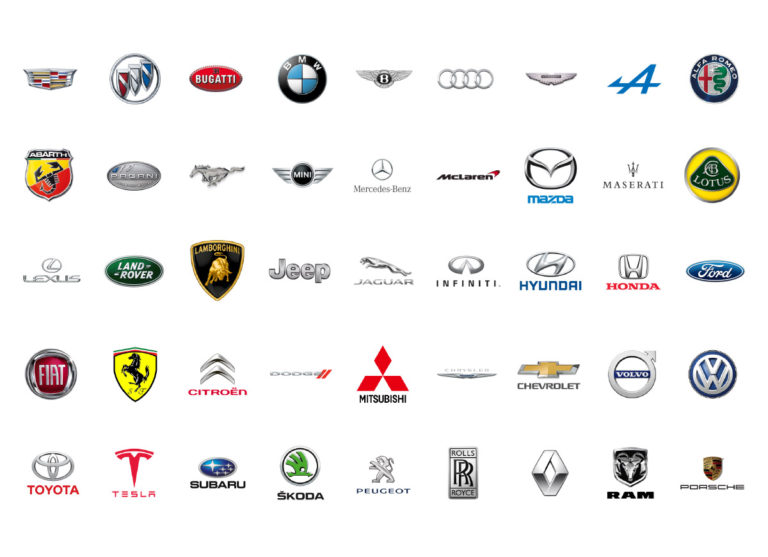 BUGATTI
BMW
B
ALFA ROMEO
ABARTH
PAGANI
MINI
Mercedes-Benz
McLaren
mazda
MASERATI
LOTUS
LEXUS
LAND-
-ROVER
LAMBORGHINI
Jeep
JAGUAR
INFINITI
HYUNDAI
HONDA
Ford
FIAT
CITROËN
DODGE
MITSUBISHI
CHRYSLER
CHEVROLET
VOLVO
TOYOTA
TESLA
SUBARU
ŠKODA
PEUGEOT
ROLLS
RR
ROYCE
RAM
PORSCHE